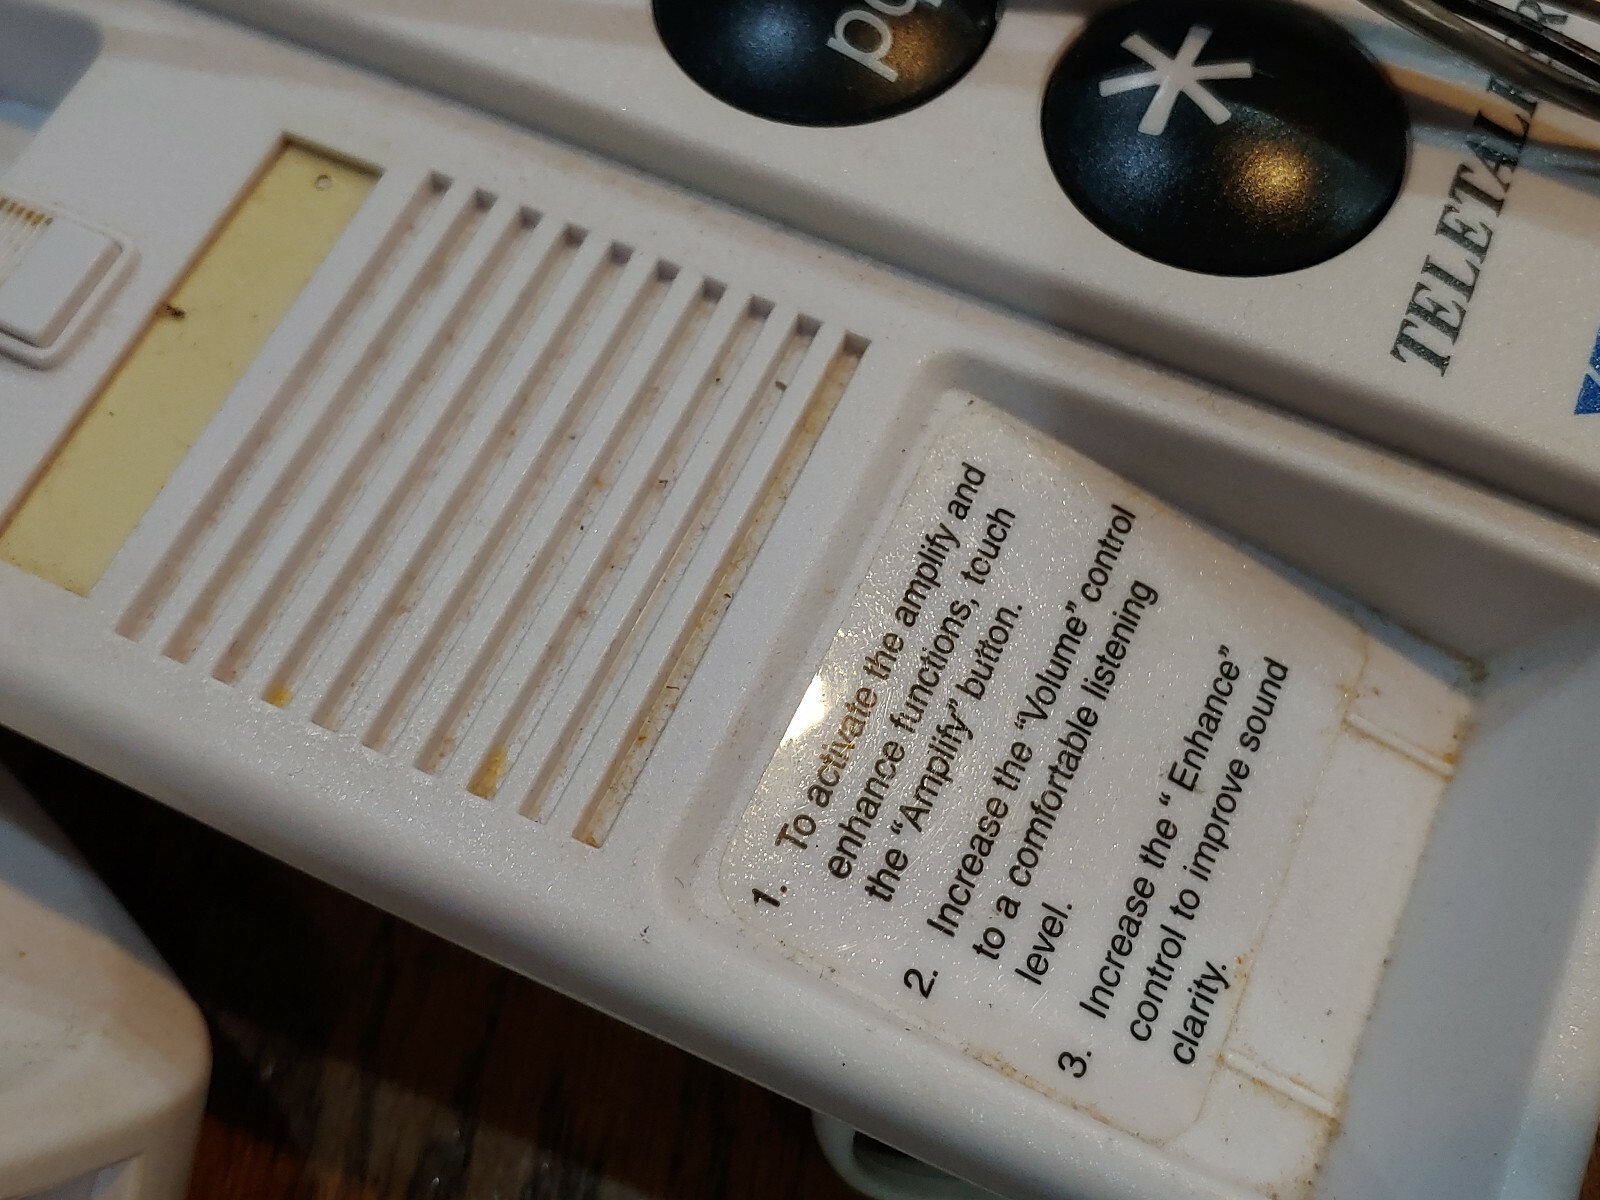 1. To activate the amplify and
enhance functions, touch
the "Amplify" button.
2. Increase the "Volume" control
to a comfortable listening
level.
3. Increase the " Enhance"
control to improve sound
clarity.
*